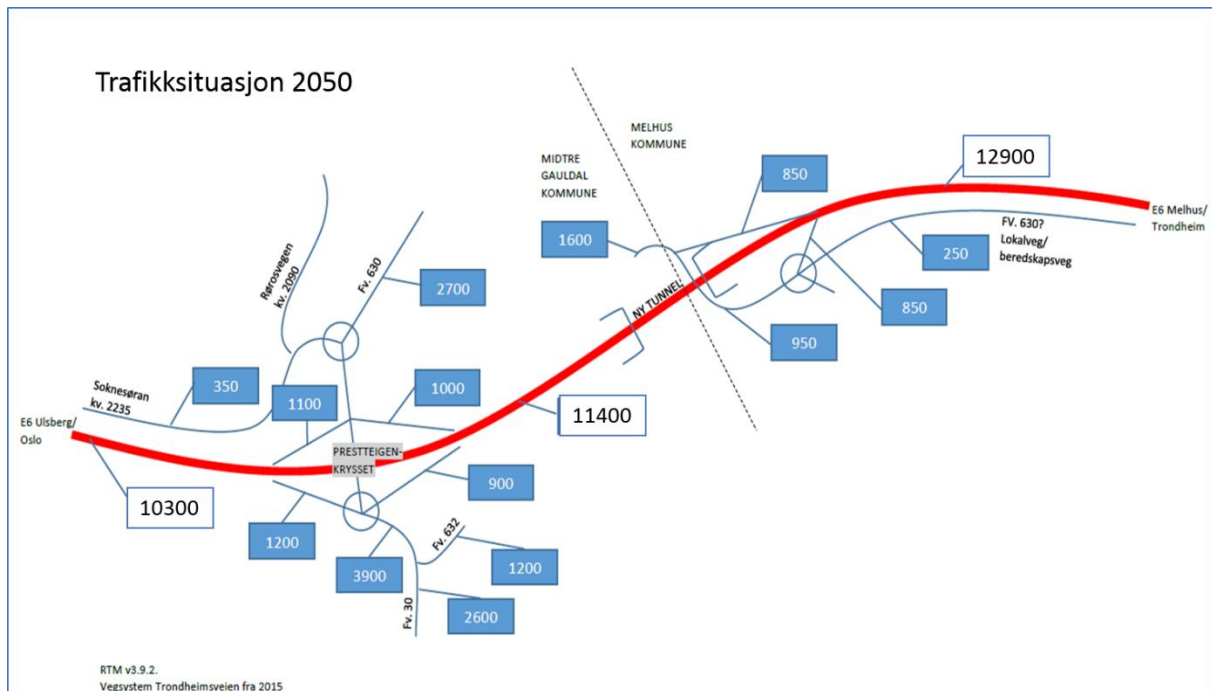 Trafikksituasjon 2050
MELHUS
KOMMUNE
MIDTRE
GAULDAL
KOMMUNE
12900
850
E6 Melhus/
Trondheim
1600
FV. 630?
Lokalveg/
beredskapsveg
250
850
950
NY TUNNEL
Rørosvegen
kv. 2090
Fv. 630
2700
Soknesøran
kv. 2235
350
1100
1000
11400
E6 Ulsberg/
Oslo
PRESTTEIGEN-
KRYSSET
10300
900
1200
3900
Fv. 632
1200
Fv. 30
2600
RTM v3.9.2.
Vegsystem Trondheimsveien fra 2015